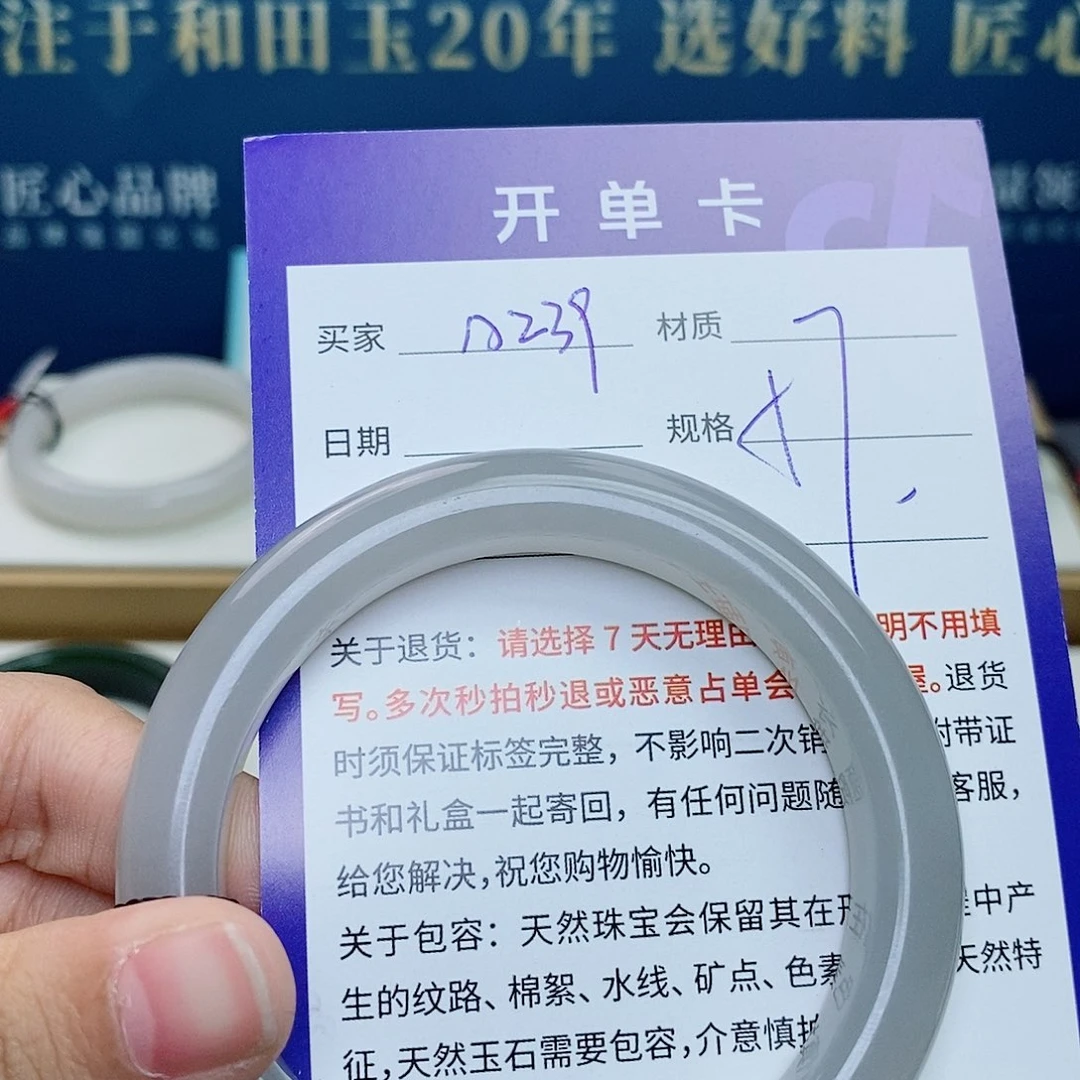 注于和田玉20年 选好料 匠心
匠心品牌
开单卡
买家 D239 材质
日期 规格 47.
关于退货：请选择7天无理由 明不用填
写。多次秒拍秒退或恶意占单会 屋。退货
时须保证标签完整，不影响二次销 附带证
书和礼盒一起寄回，有任何问题随 客服，
给您解决，祝您购物愉快。
关于包容：天然珠宝会保留其在形 程中产
生的纹路、棉絮、水线、矿点、色素 天然特
征，天然玉石需要包容，介意慎拍